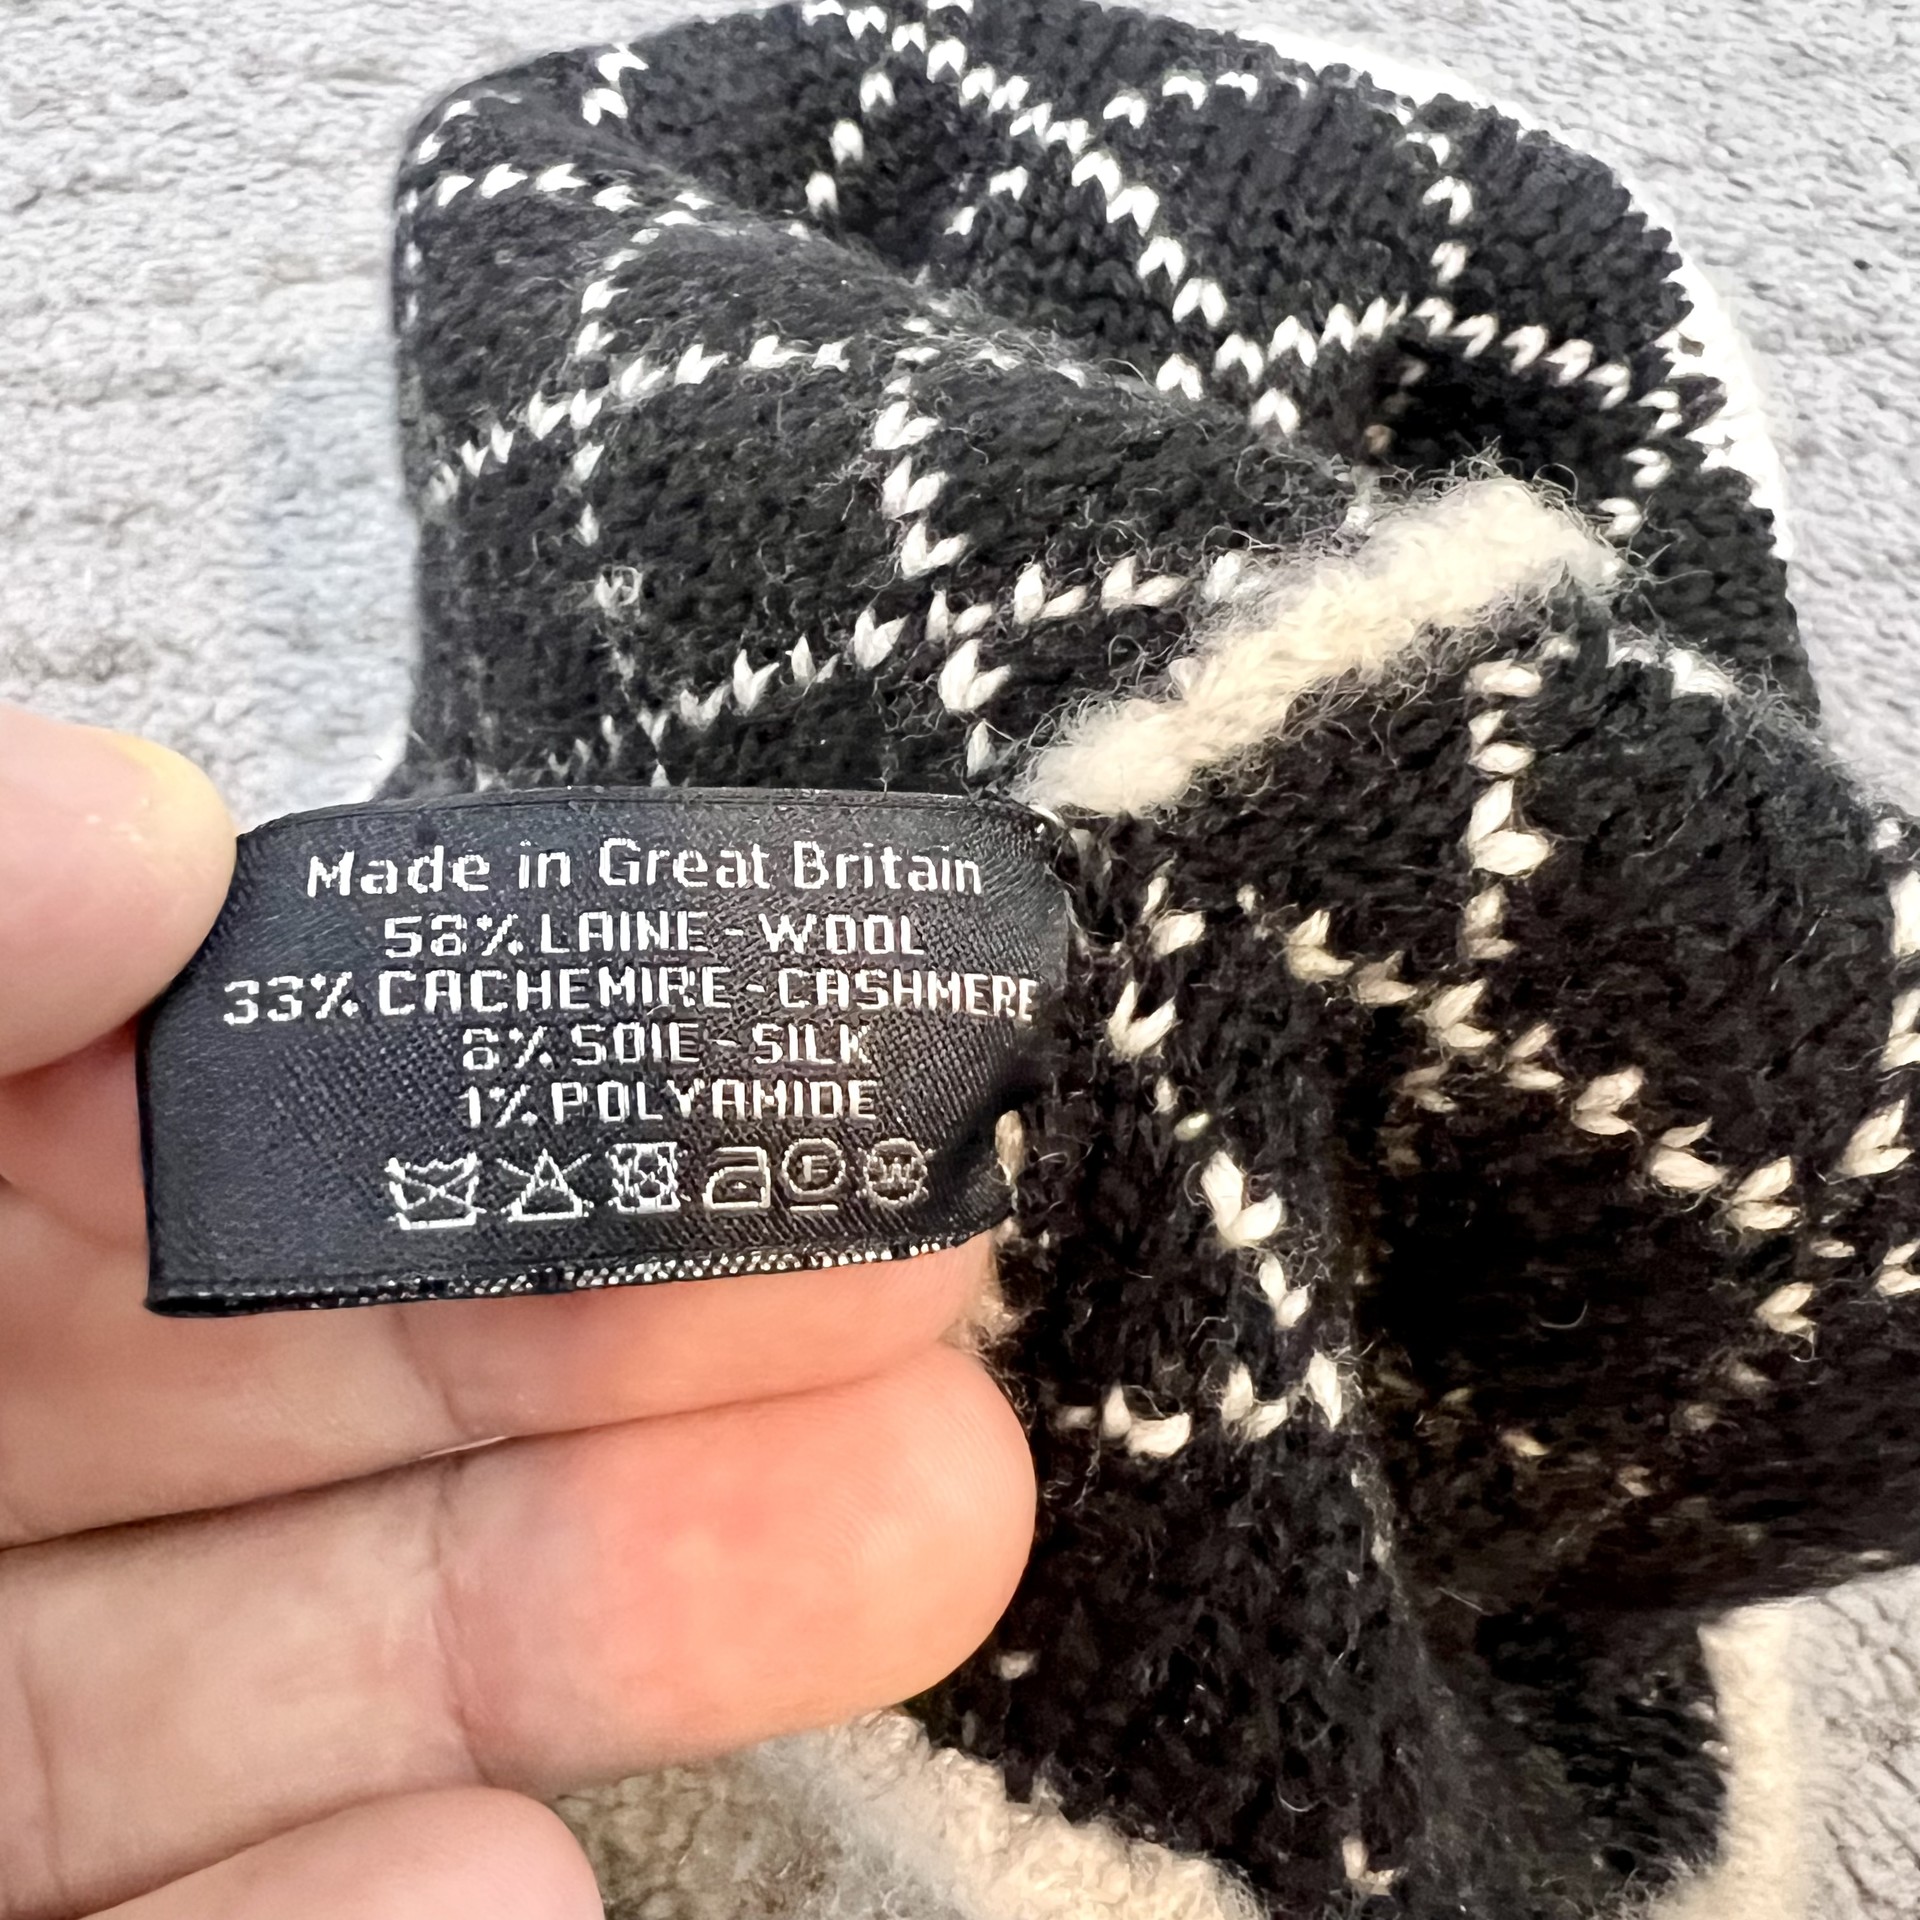 Made in Great Britain
58% LAINE - WOOL
33% CACHEMIRE - CASHMERE
8% SOIE - SILK
1% POLYAMIDE
F W